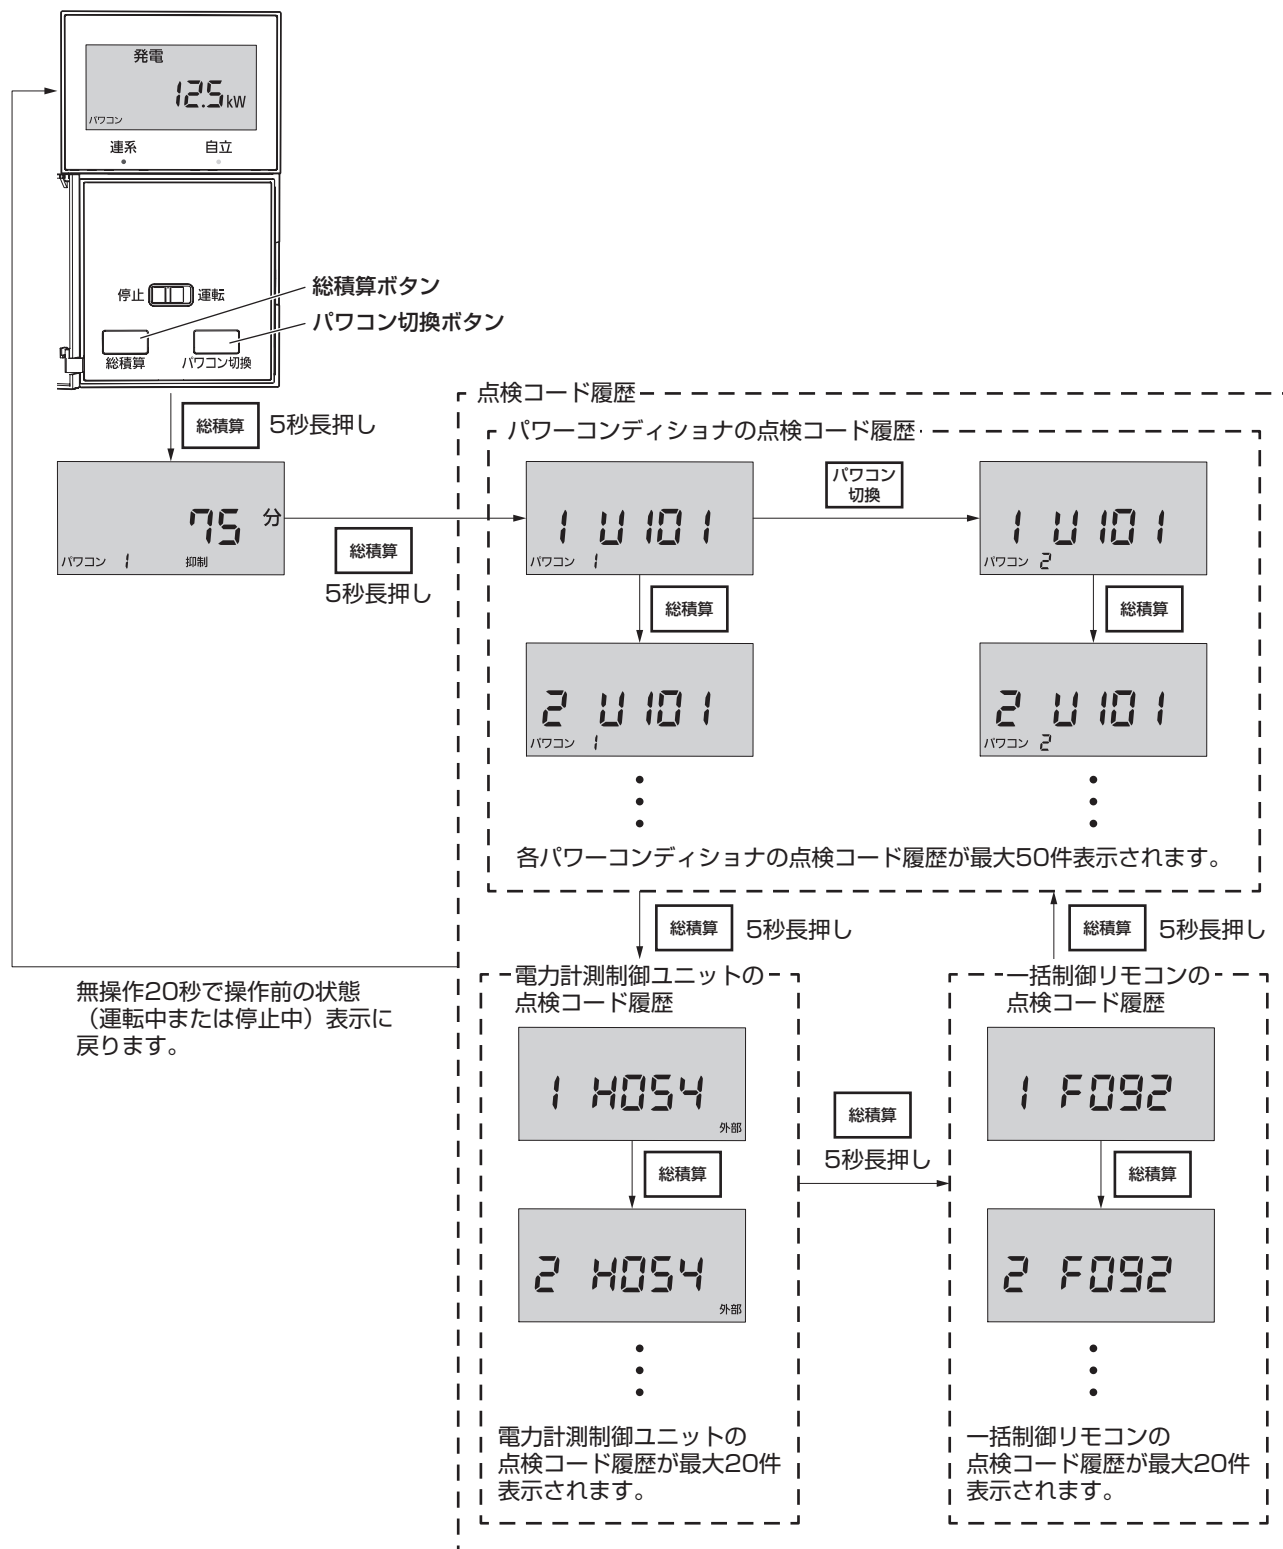 発電
12.5 kW
パワコン
連系 自立
停止 運転
総積算 パワコン切換
総積算ボタン
パワコン切換ボタン
総積算 5秒長押し
75 分
パワコン 1 抑制
総積算
5秒長押し
点検コード履歴
パワーコンディショナの点検コード履歴
1 U101
パワコン 1
パワコン
切換
1 U101
パワコン 2
総積算
総積算
2 U101
パワコン 1
2 U101
パワコン 2
各パワーコンディショナの点検コード履歴が最大50件表示されます。
総積算 5秒長押し
総積算 5秒長押し
無操作20秒で操作前の状態
（運転中または停止中）表示に
戻ります。
電力計測制御ユニットの
点検コード履歴
1 H054
外部
総積算
2 H054
外部
電力計測制御ユニットの
点検コード履歴が最大20件
表示されます。
総積算
5秒長押し
一括制御リモコンの
点検コード履歴
1 F092
総積算
2 F092
一括制御リモコンの
点検コード履歴が最大20件
表示されます。